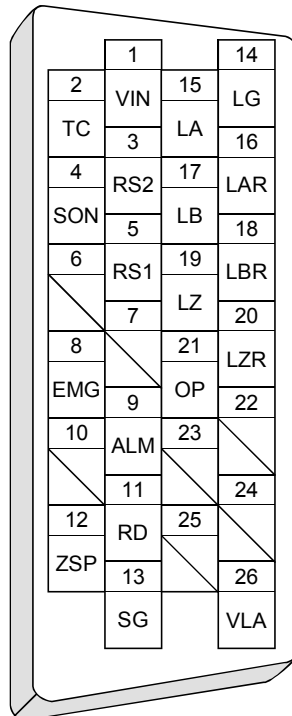 1
14
2
15
VIN
LG
TC
3
LA
16
4
17
RS2
LAR
SON
5
LB
18
6
19
RS1
LBR
7
LZ
20
8
21
LZR
EMG
9
OP
22
10
23
ALM
11
24
12
25
RD
ZSP
13
26
SG
VLA